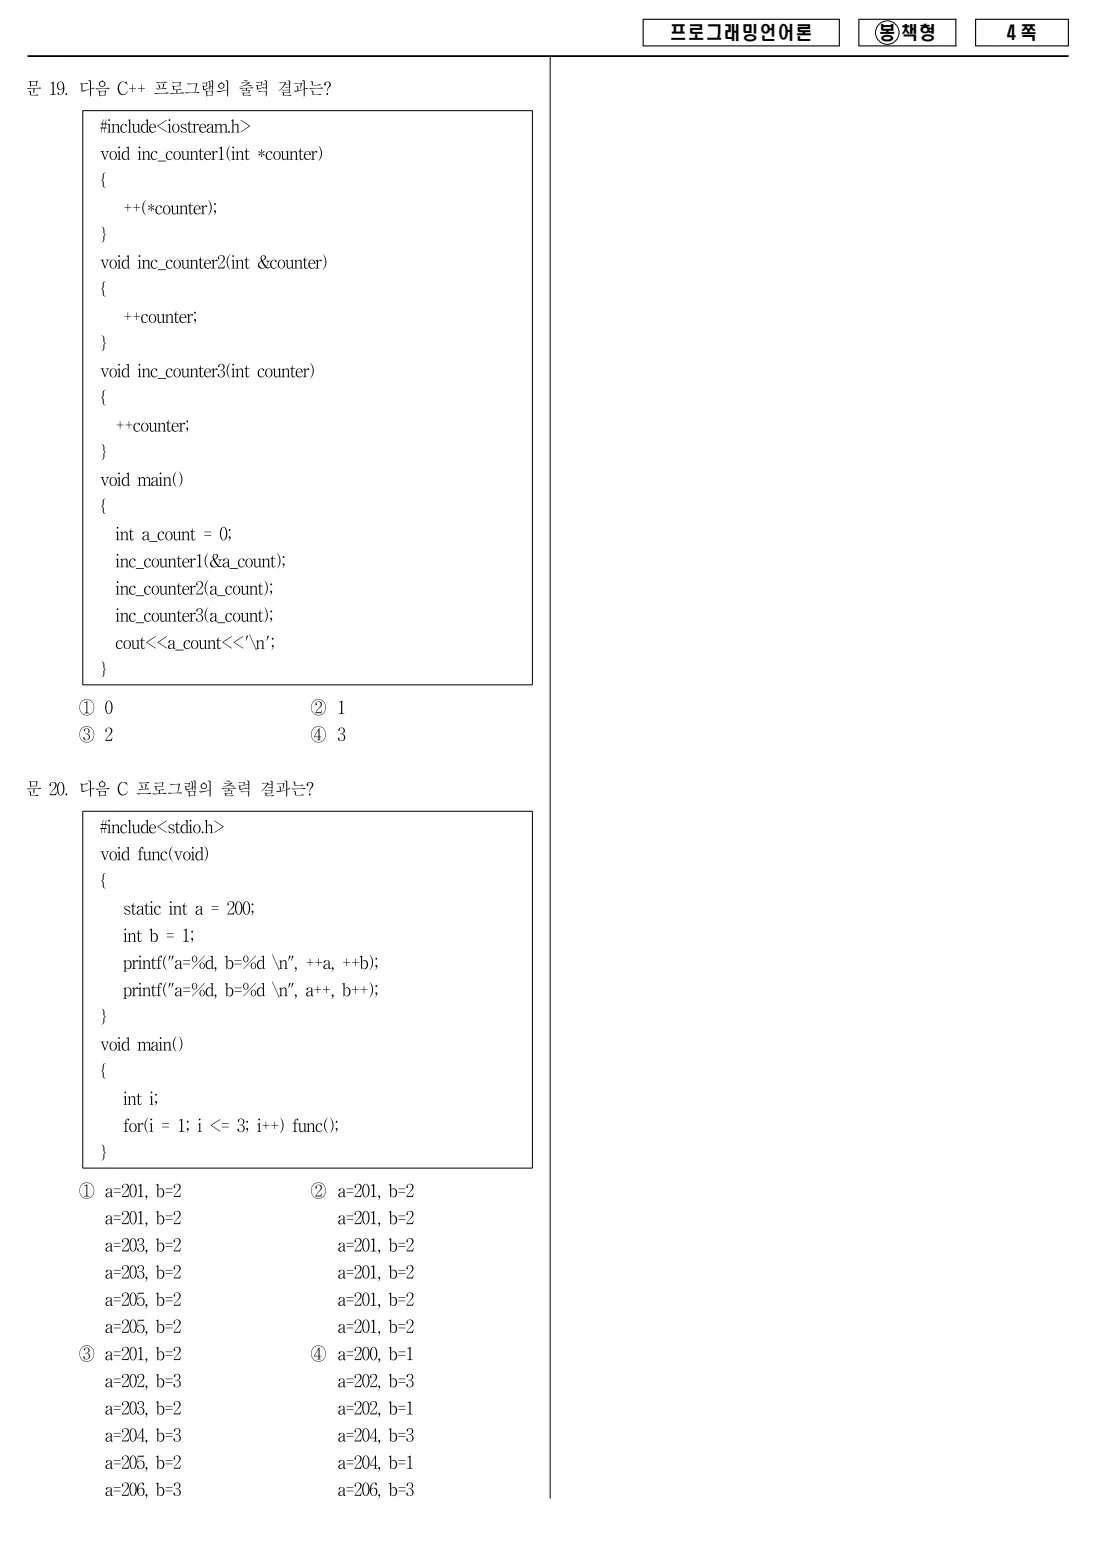 프로그래밍언어론 봉책형 4쪽
문 19. 다음 C++ 프로그램의 출력 결과는?
#include<iostream.h>
void inc_counter1(int *counter)
{
++(*counter);
}
void inc_counter2(int &counter)
{
++counter;
}
void inc_counter3(int counter)
{
++counter;
}
void main()
{
int a_count = 0;
inc_counter1(&a_count);
inc_counter2(a_count);
inc_counter3(a_count);
cout<<a_count<<'\n';
}
① 0 ② 1
③ 2 ④ 3
문 20. 다음 C 프로그램의 출력 결과는?
#include<stdio.h>
void func(void)
{
static int a = 200;
int b = 1;
printf("a=%d, b=%d \n", ++a, ++b);
printf("a=%d, b=%d \n", a++, b++);
}
void main()
{
int i;
for(i = 1; i <= 3; i++) func();
}
① a=201, b=2 ② a=201, b=2
a=201, b=2 a=201, b=2
a=203, b=2 a=201, b=2
a=203, b=2 a=201, b=2
a=205, b=2 a=201, b=2
a=205, b=2 a=201, b=2
③ a=201, b=2 ④ a=200, b=1
a=202, b=3 a=202, b=3
a=203, b=2 a=202, b=1
a=204, b=3 a=204, b=3
a=205, b=2 a=204, b=1
a=206, b=3 a=206, b=3